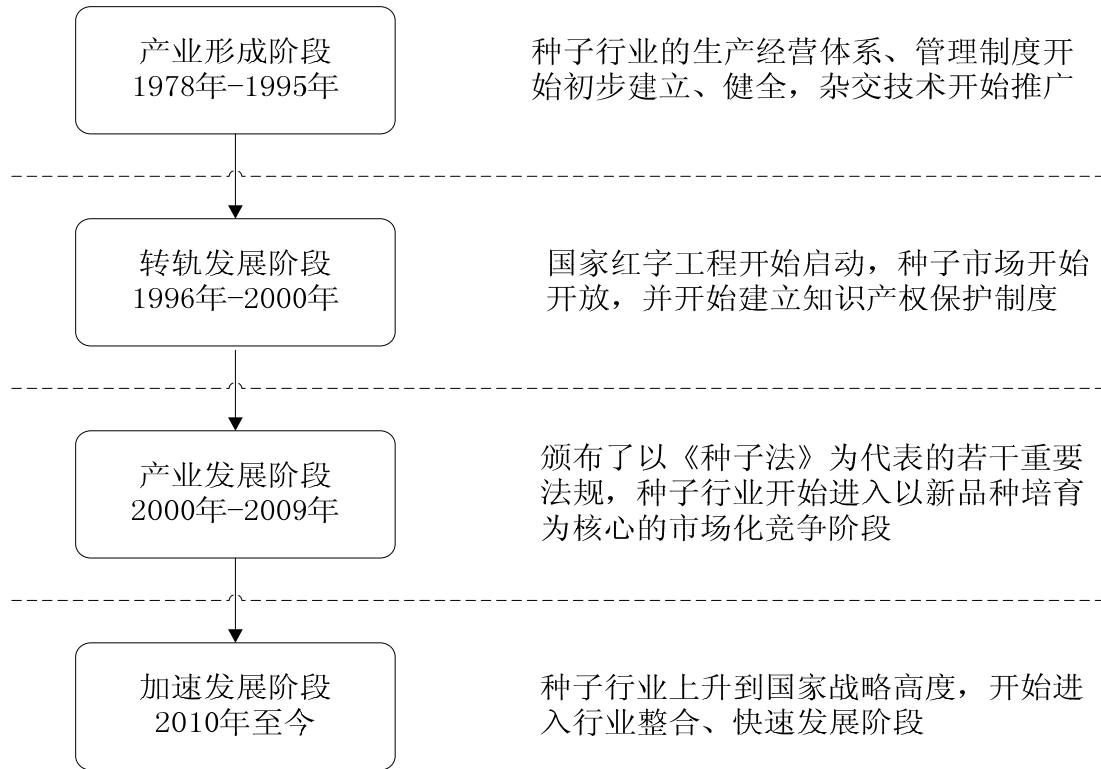 产业形成阶段
1978年-1995年
种子行业的生产经营体系、管理制度开
始初步建立、健全，杂交技术开始推广
转轨发展阶段
1996年-2000年
国家红字工程开始启动，种子市场开始
开放，并开始建立知识产权保护制度
产业发展阶段
2000年-2009年
颁布了以《种子法》为代表的若干重要
法规，种子行业开始进入以新品种培育
为核心的市场化竞争阶段
加速发展阶段
2010年至今
种子行业上升到国家战略高度，开始进
入行业整合、快速发展阶段